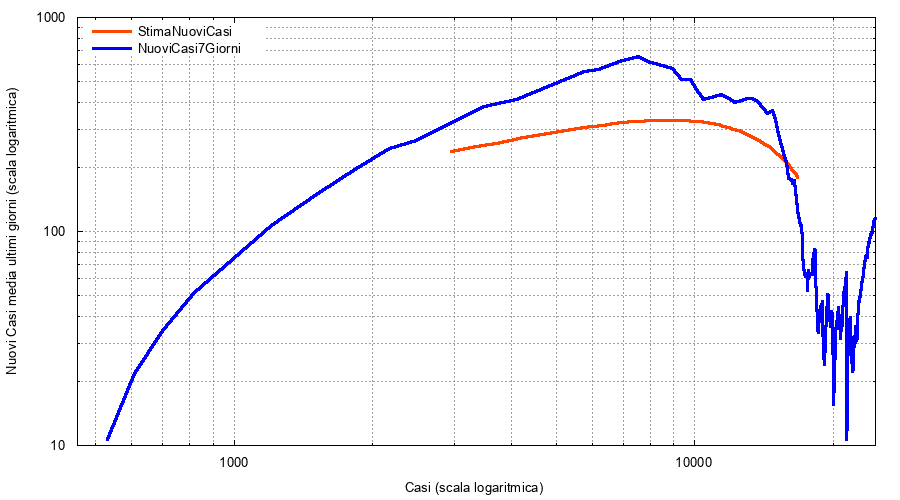 1000
StimaNuoviCasi
NuoviCasi7Giorni
Nuovi Casi media ultimi giorni (scala logaritmica)
100
10
1000
10000
Casi (scala logaritmica)